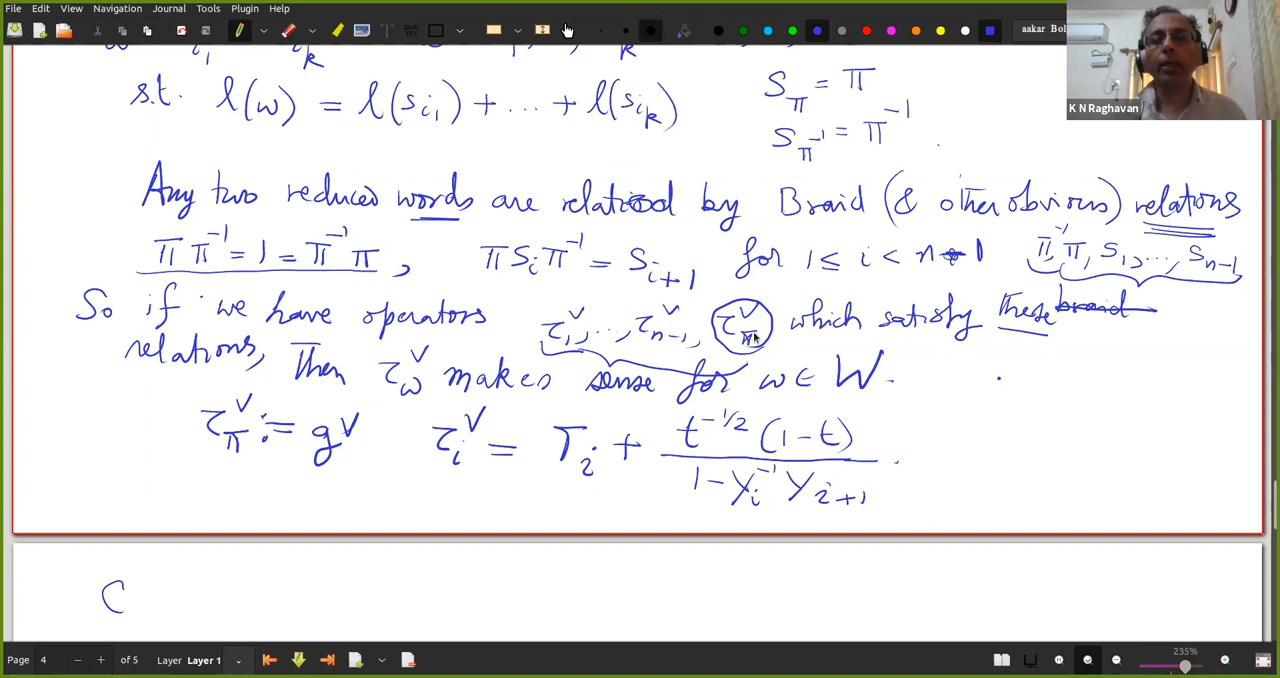 File Edit View Navigation Journal Tools Plugin Help
aakar Bol
K N Raghavan
s.t. l(w) = l(s_{i_1}) + ... + l(s_{i_k})
S_π = π
S_{π^{-1}} = π^{-1}
Any two reduced words are related by Braid (& other obvious) relations
π π^{-1} = 1 = π^{-1} π , π s_i π^{-1} = s_{i+1} for 1 ≤ i < n-1 π^{-1} π, s_1, ..., s_{n-1}
So if we have operators τ_1^∨, ..., τ_{n-1}^∨, τ_π^∨ which satisfy these braid
relations, then τ_w^∨ makes sense for w ∈ W.
τ_π^∨ := g^∨ τ_i^∨ = T_i + t^{-1/2} (1-t) / 1 - Y_i^{-1} Y_{i+1} .
C
Page 4 of 5 Layer Layer 1 235%